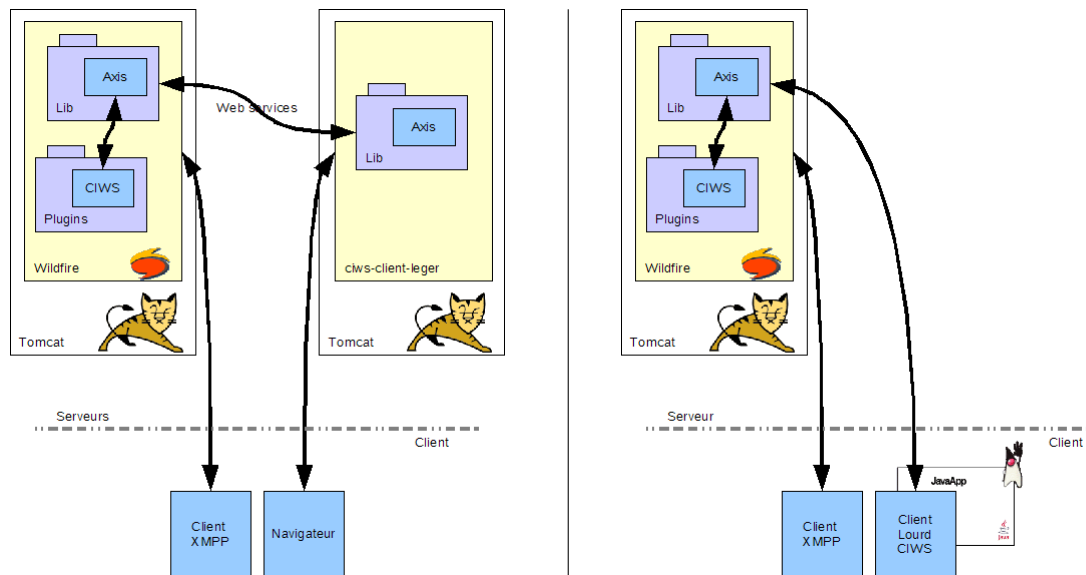 Axis
Lib
Web services
CIWS
Plugins
Wildfire
Tomcat
Axis
Lib
ciws-client-leger
Tomcat
Serveurs
Client
Client
XMPP
Navigateur
Axis
Lib
CIWS
Plugins
Wildfire
Tomcat
Serveur
Client
JavaApp
Client
XMPP
Client
Lourd
CIWS
Java